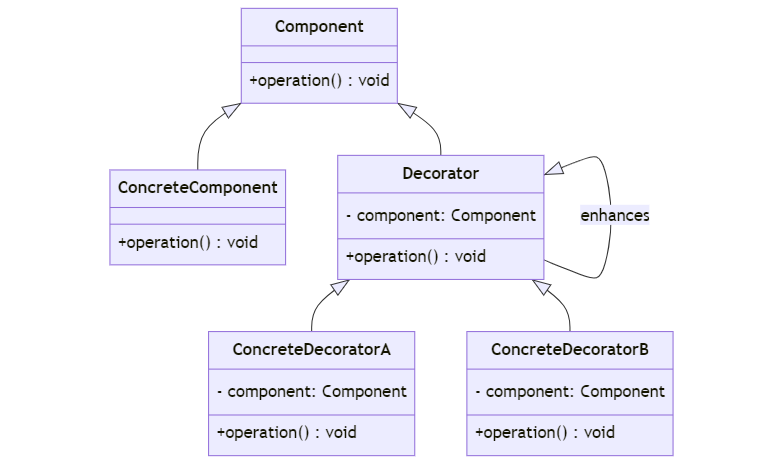 Component
+operation() : void
ConcreteComponent
+operation() : void
Decorator
- component: Component
+operation() : void
enhances
ConcreteDecoratorA
- component: Component
+operation() : void
ConcreteDecoratorB
- component: Component
+operation() : void